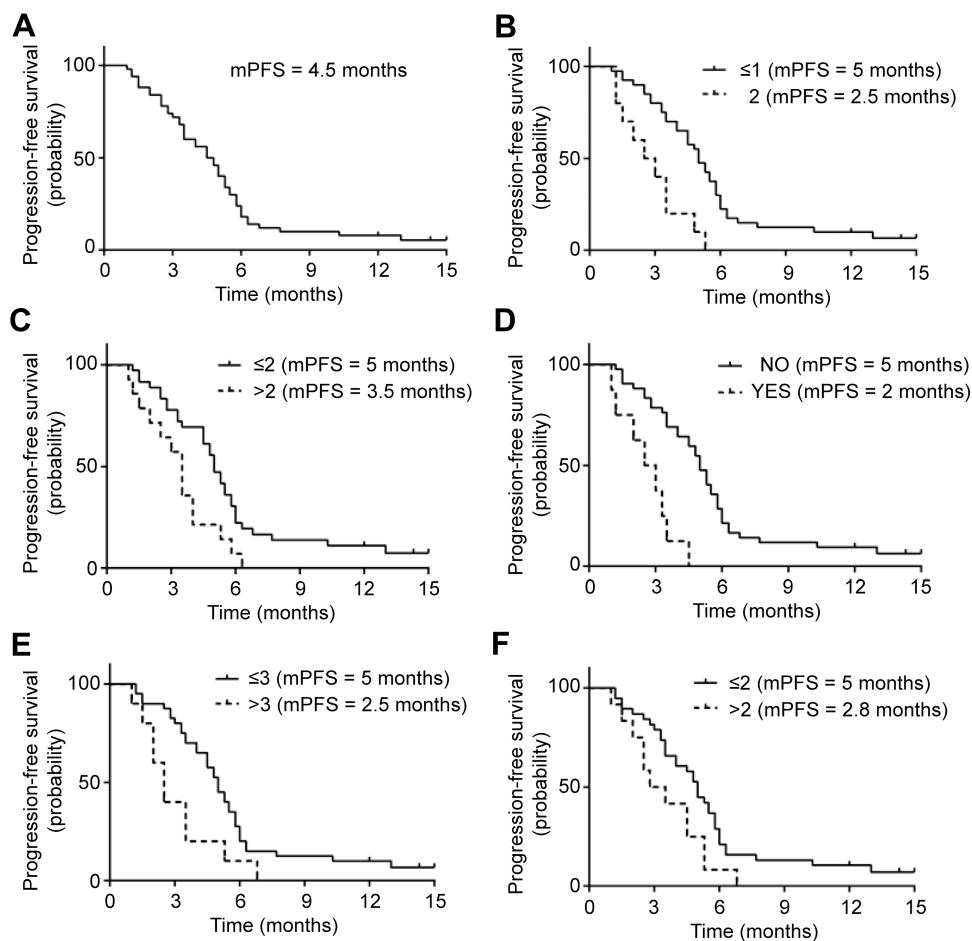 A
Progression-free survival
(probability)
mPFS = 4.5 months
100
50
0
0 3 6 9 12 15
Time (months)
B
Progression-free survival
(probability)
≤1 (mPFS = 5 months)
2 (mPFS = 2.5 months)
100
50
0
0 3 6 9 12 15
Time (months)
C
Progression-free survival
(probability)
≤2 (mPFS = 5 months)
>2 (mPFS = 3.5 months)
100
50
0
0 3 6 9 12 15
Time (months)
D
Progression-free survival
(probability)
NO (mPFS = 5 months)
YES (mPFS = 2 months)
100
50
0
0 3 6 9 12 15
Time (months)
E
Progression-free survival
(probability)
≤3 (mPFS = 5 months)
>3 (mPFS = 2.5 months)
100
50
0
0 3 6 9 12 15
Time (months)
F
Progression-free survival
(probability)
≤2 (mPFS = 5 months)
>2 (mPFS = 2.8 months)
100
50
0
0 3 6 9 12 15
Time (months)